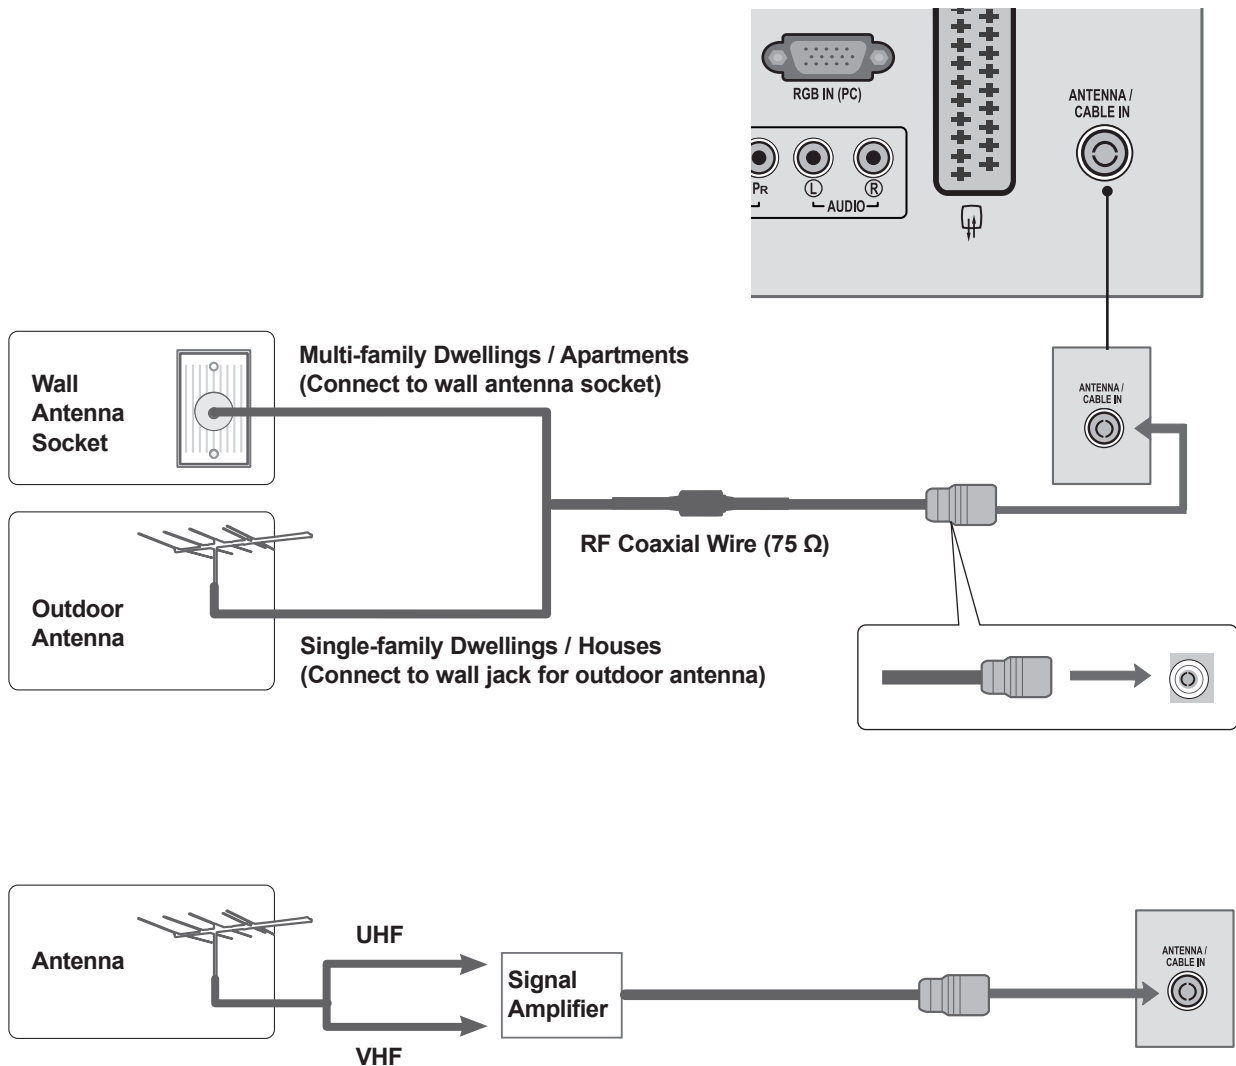 RGB IN (PC)
ANTENNA /
CABLE IN
PR
L
R
AUDIO
Wall
Antenna
Socket
Multi-family Dwellings / Apartments
(Connect to wall antenna socket)
ANTENNA /
CABLE IN
RF Coaxial Wire (75 Ω)
Outdoor
Antenna
Single-family Dwellings / Houses
(Connect to wall jack for outdoor antenna)
Antenna
UHF
VHF
Signal
Amplifier
ANTENNA /
CABLE IN